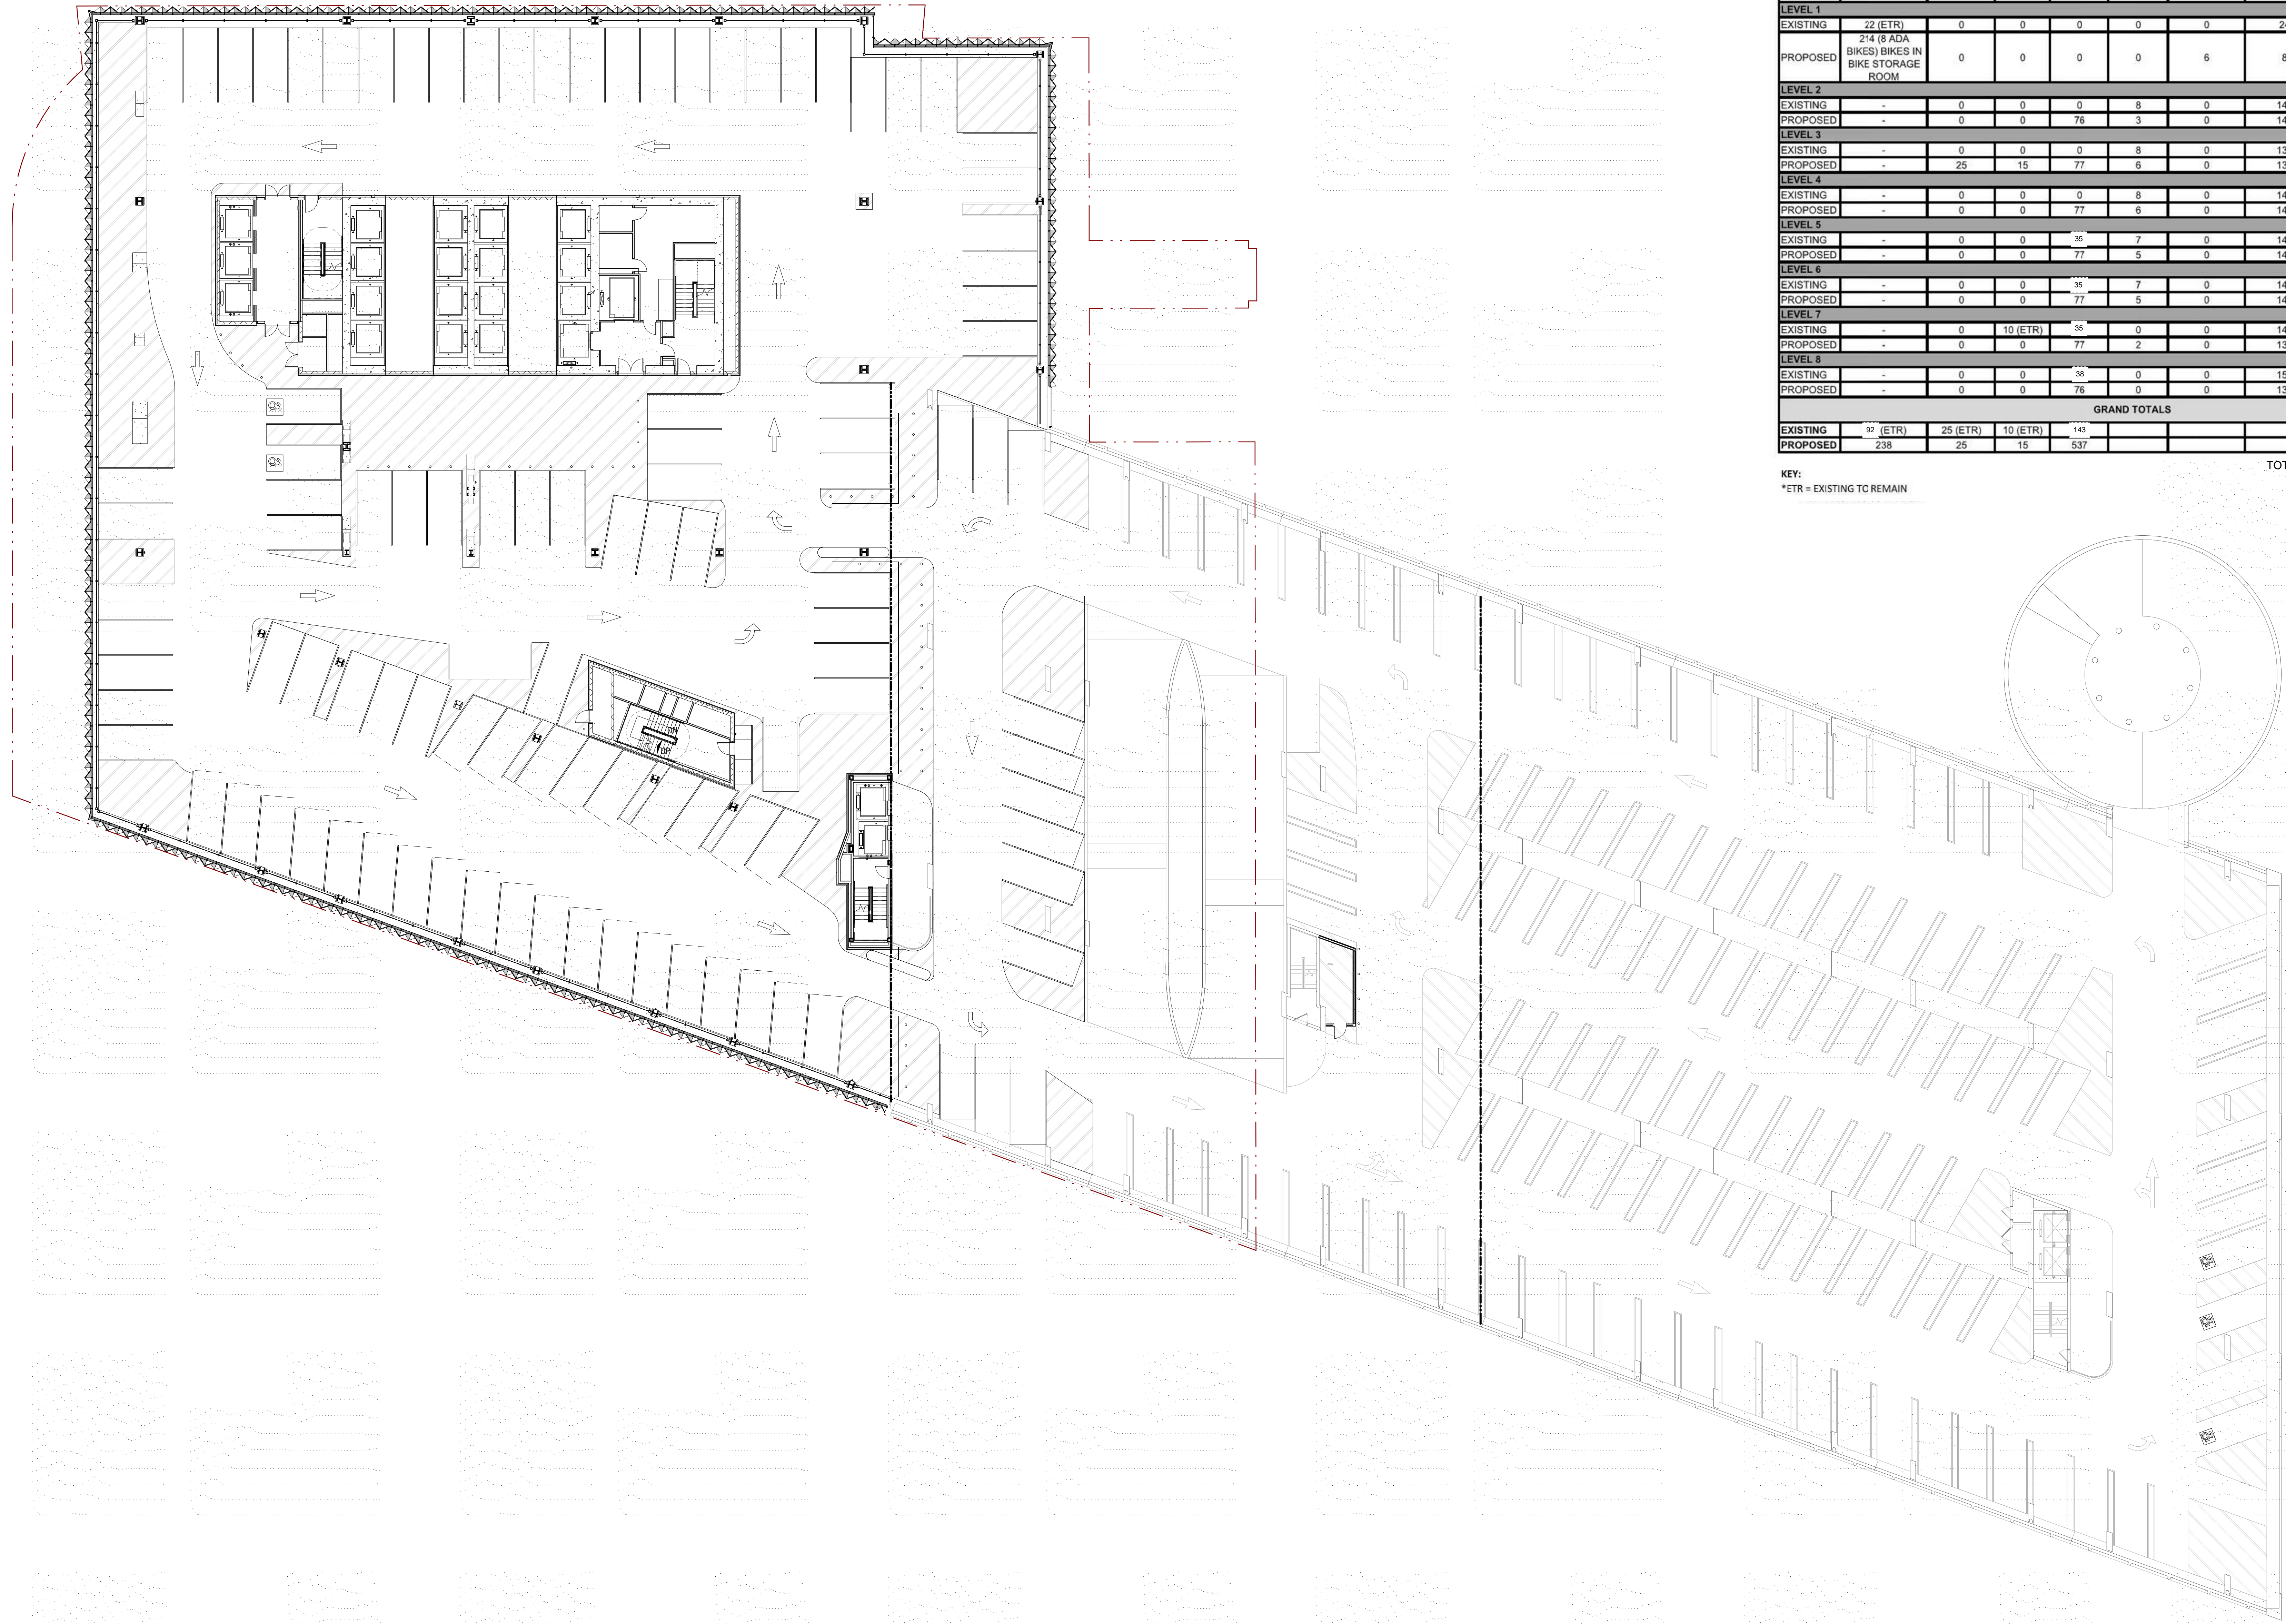 LEVEL 1
EXISTING 22 (ETR) 0 0 0 0 0
PROPOSED 214 (8 ADA BIKES) BIKES IN BIKE STORAGE ROOM 0 0 0 0 6
LEVEL 2
EXISTING - 0 0 0 8 0
PROPOSED - 0 0 76 3 0
LEVEL 3
EXISTING - 0 0 0 8 0
PROPOSED - 25 15 77 6 0
LEVEL 4
EXISTING - 0 0 0 8 0
PROPOSED - 0 0 77 6 0
LEVEL 5
EXISTING - 0 0 35 7 0
PROPOSED - 0 0 77 5 0
LEVEL 6
EXISTING - 0 0 35 7 0
PROPOSED - 0 0 77 5 0
LEVEL 7
EXISTING - 0 10 (ETR) 35 0 0
PROPOSED - 0 0 77 2 0
LEVEL 8
EXISTING - 0 0 38 0 0
PROPOSED - 0 0 76 0 0
GRAND TOTALS
EXISTING 92 (ETR) 25 (ETR) 10 (ETR) 143
PROPOSED 238 25 15 537
TOT
KEY:
*ETR = EXISTING TO REMAIN
DN
UP